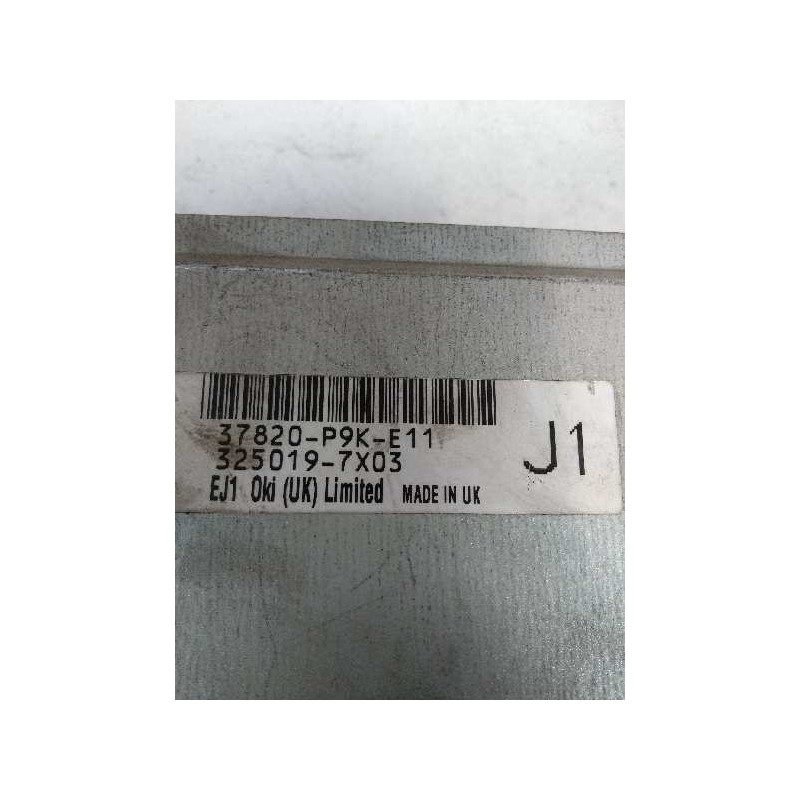 37820-P9K-E11
325019-7X03
J1
EJ1 Oki (UK) Limited MADE IN UK